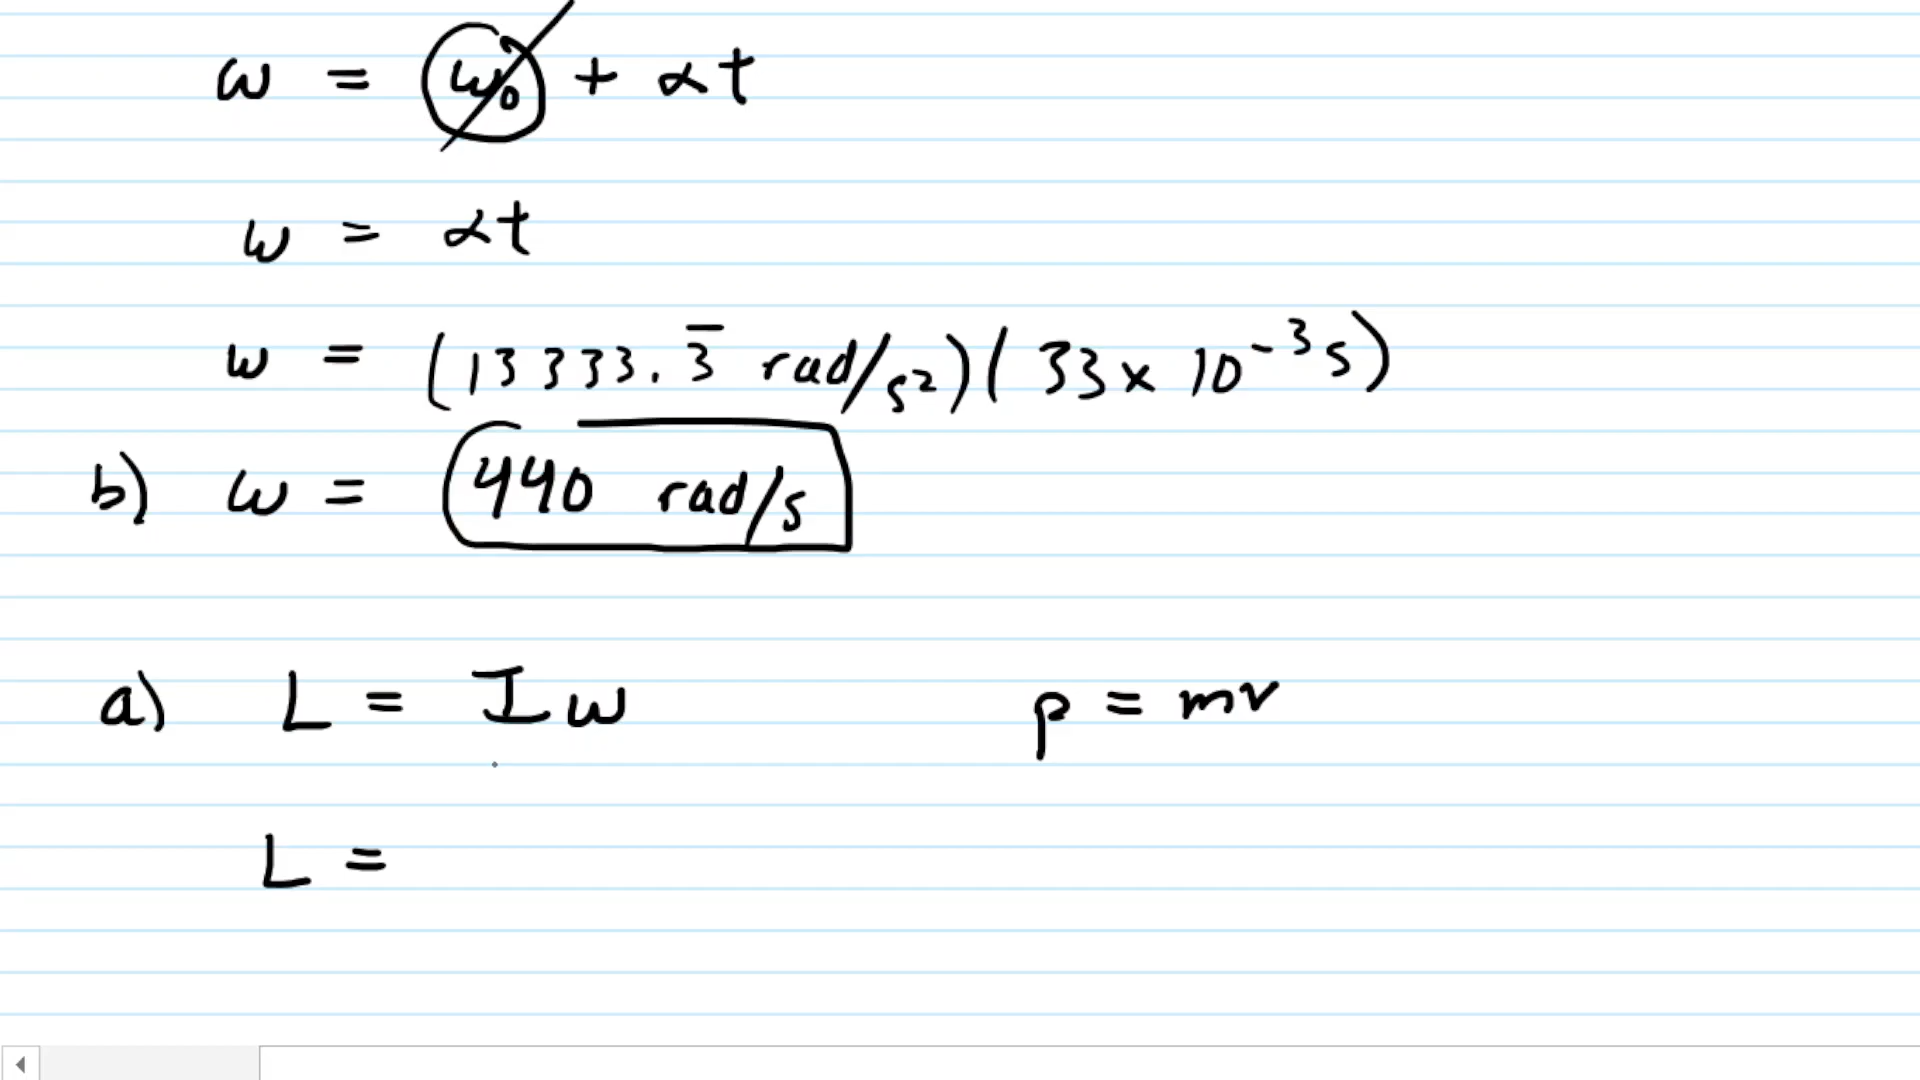 ω = ω₀ + αt
ω = αt
ω = (13333.3̅ rad/s²)(33 × 10⁻³ s)
b) ω = 440 rad/s
a) L = Iω p = mv
L =